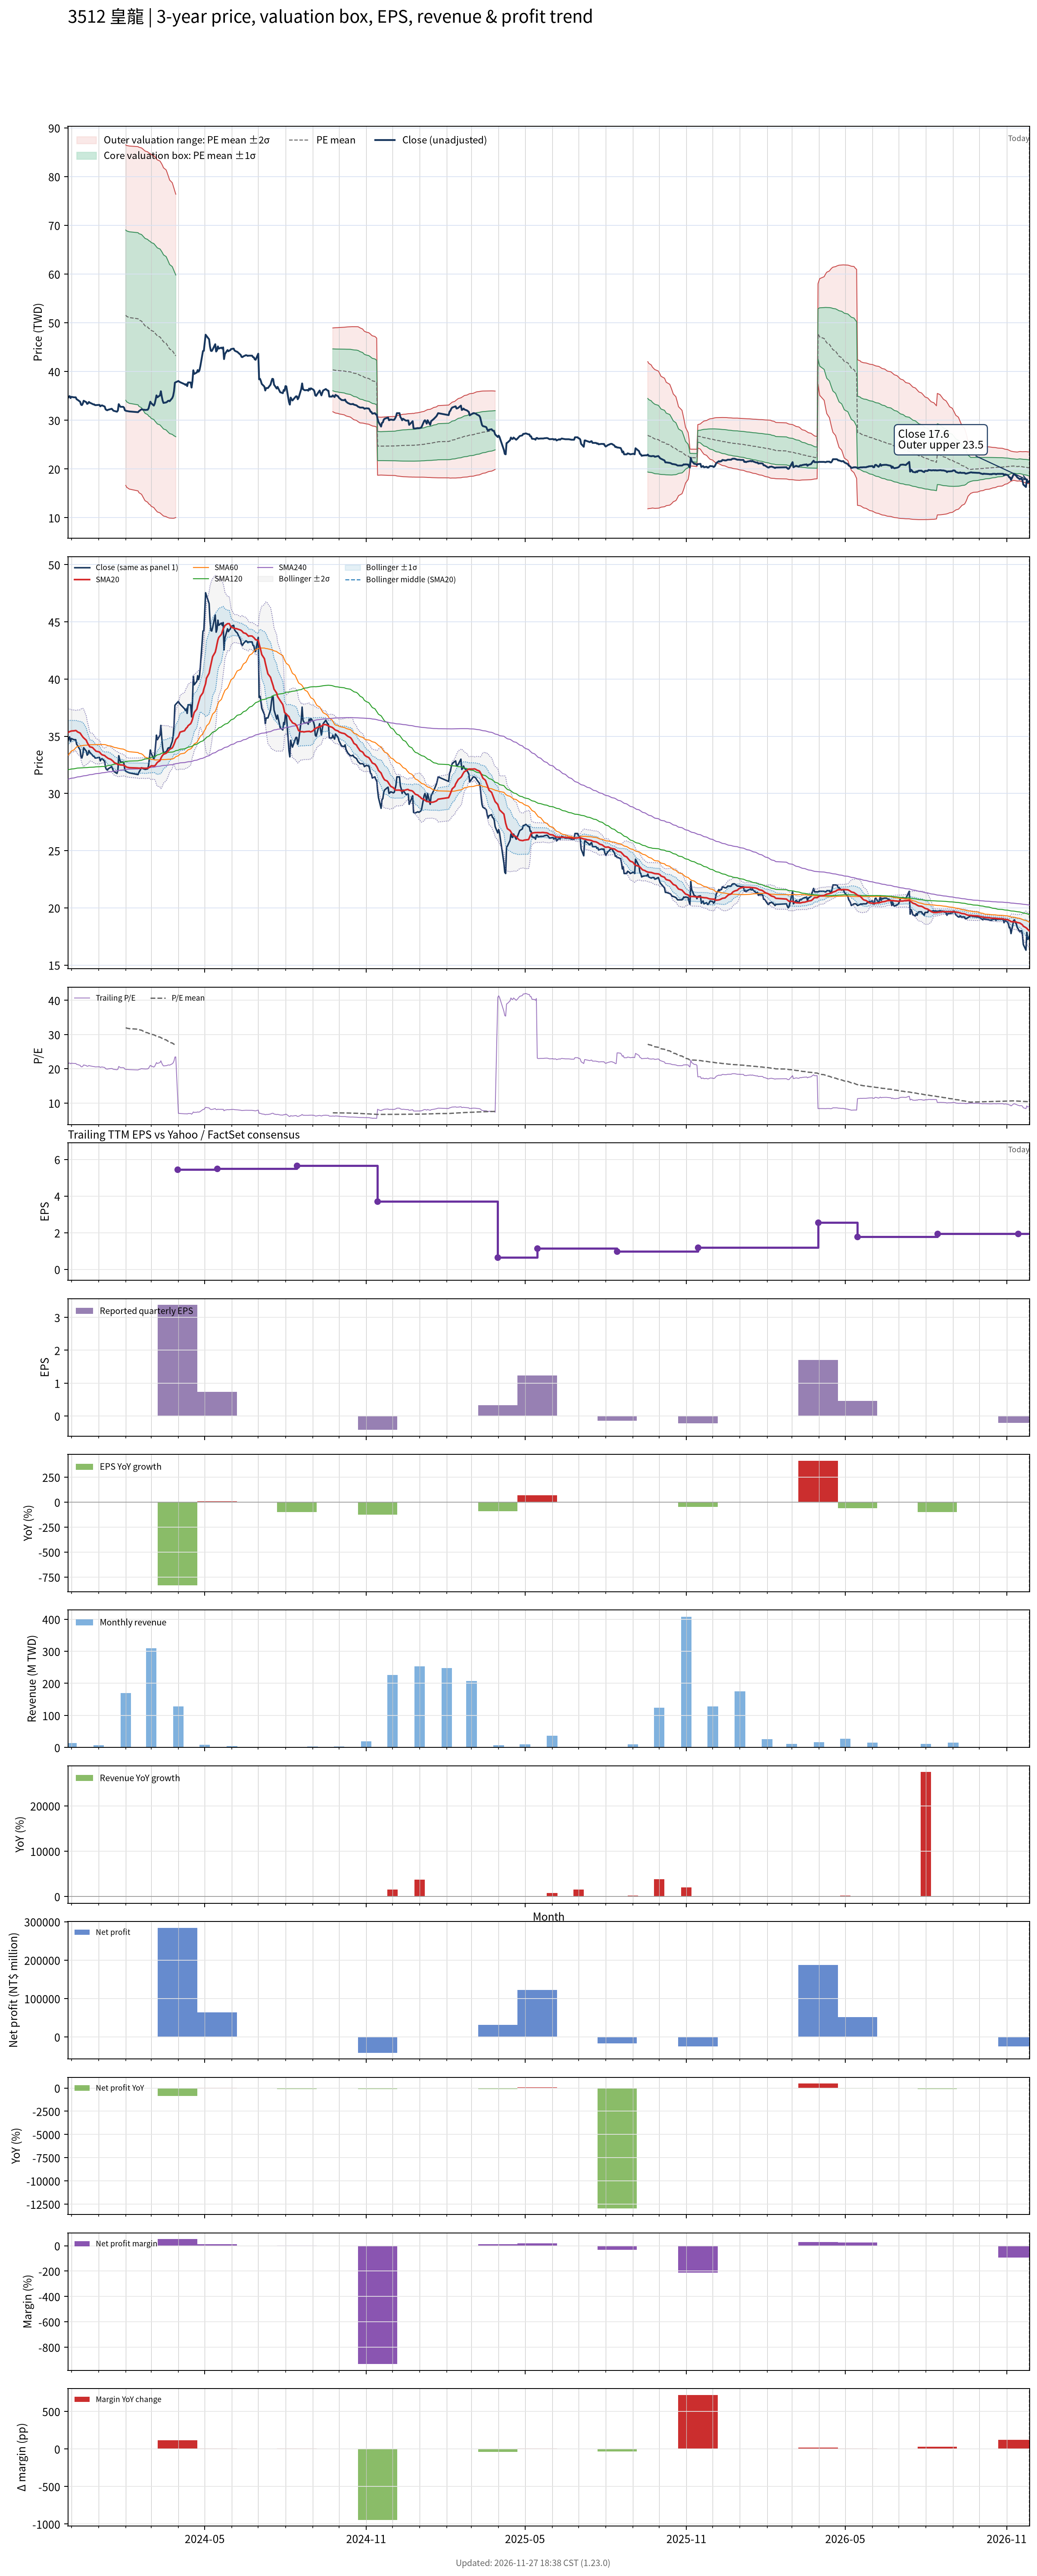 3512 皇龍 | 3-year price, valuation box, EPS, revenue & profit trend
Outer valuation range: PE mean ±2σ
Core valuation box: PE mean ±1σ
PE mean
Close (unadjusted)
Today
Price (TWD)
90
80
70
60
50
40
30
20
10
Close 17.6
Outer upper 23.5
Close (same as panel 1)
SMA20
SMA60
SMA120
SMA240
Bollinger ±2σ
Bollinger ±1σ
Bollinger middle (SMA20)
Price
50
45
40
35
30
25
20
15
Trailing P/E
P/E mean
P/E
40
30
20
10
Trailing TTM EPS vs Yahoo / FactSet consensus
Today
EPS
6
4
2
0
Reported quarterly EPS
EPS
3
2
1
0
EPS YoY growth
YoY (%)
250
0
-250
-500
-750
Monthly revenue
Revenue (M TWD)
400
300
200
100
0
Revenue YoY growth
YoY (%)
20000
10000
0
Month
Net profit
Net profit (NT$ million)
300000
200000
100000
0
Net profit YoY
YoY (%)
0
-2500
-5000
-7500
-10000
-12500
Net profit margin
Margin (%)
0
-200
-400
-600
-800
Margin YoY change
Δ margin (pp)
500
0
-500
-1000
2024-05
2024-11
2025-05
2025-11
2026-05
2026-11
Updated: 2026-11-27 18:38 CST (1.23.0)